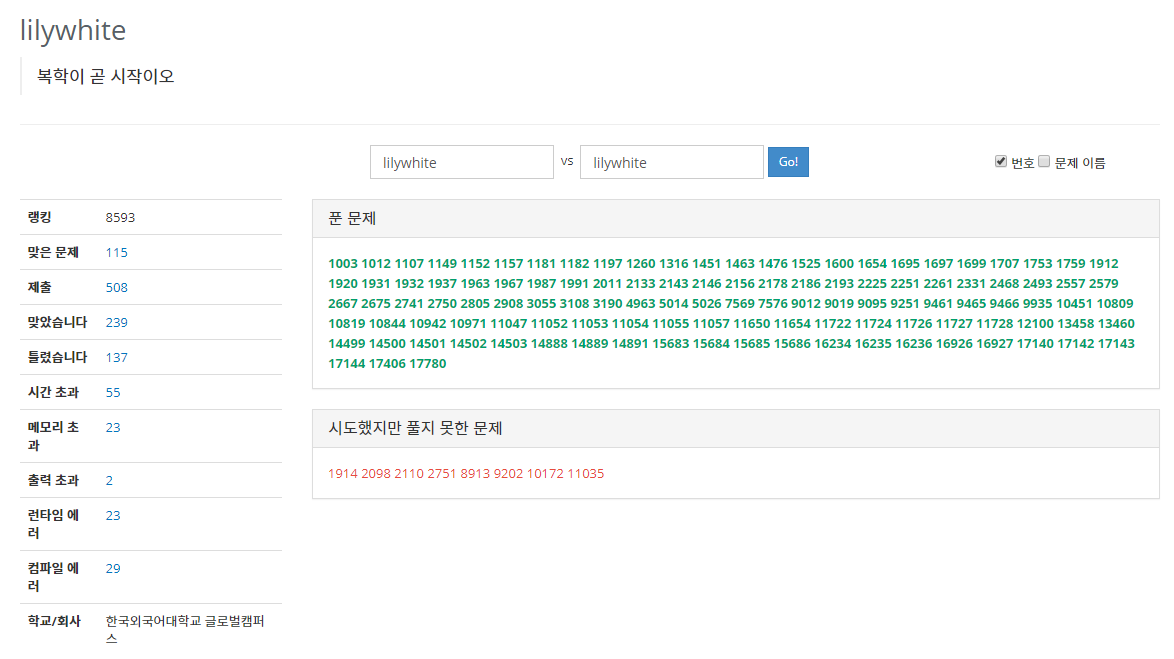 lilywhite
복학이 곧 시작이오
lilywhite vs lilywhite Go! 번호 문제 이름
랭킹 8593
맞은 문제 115
제출 508
맞았습니다 239
틀렸습니다 137
시간 초과 55
메모리 초
과 23
출력 초과 2
런타임 에
러 23
컴파일 에
러 29
학교/회사 한국외국어대학교 글로벌캠퍼
스
푼 문제
1003 1012 1107 1149 1152 1157 1181 1182 1197 1260 1316 1451 1463 1476 1525 1600 1654 1695 1697 1699 1707 1753 1759 1912
1920 1931 1932 1937 1963 1967 1987 1991 2011 2133 2143 2146 2156 2178 2186 2193 2225 2251 2261 2331 2468 2493 2557 2579
2667 2675 2741 2750 2805 2908 3055 3108 3190 4963 5014 5026 7569 7576 9012 9019 9095 9251 9461 9465 9466 9935 10451 10809
10819 10844 10942 10971 11047 11052 11053 11054 11055 11057 11650 11654 11722 11724 11726 11727 11728 12100 13458 13460
14499 14500 14501 14502 14503 14888 14889 14891 15683 15684 15685 15686 16234 16235 16236 16926 16927 17140 17142 17143
17144 17406 17780
시도했지만 풀지 못한 문제
1914 2098 2110 2751 8913 9202 10172 11035